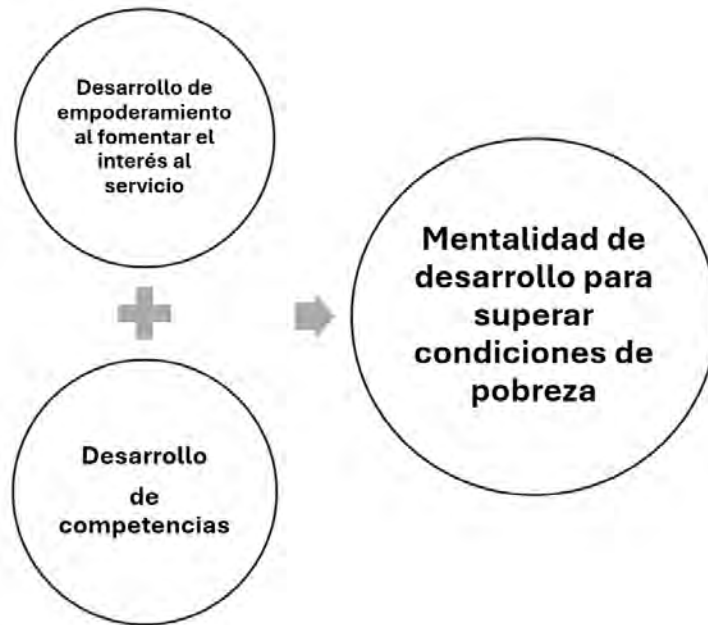 Desarrollo de
empoderamiento
al fomentar el
interés al
servicio
Desarrollo
de
competencias
Mentalidad de
desarrollo para
superar
condiciones de
pobreza